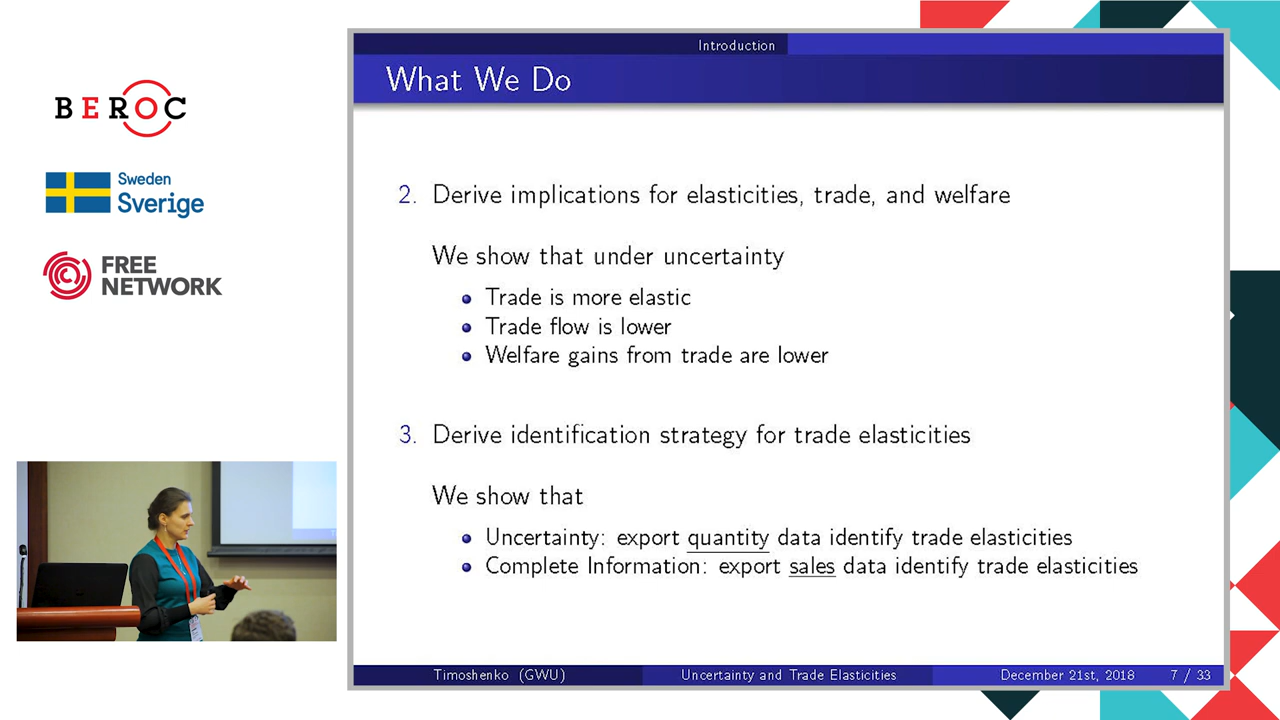 BEROC
Sweden
Sverige
FREE
NETWORK
Introduction
What We Do
2. Derive implications for elasticities, trade, and welfare
We show that under uncertainty
Trade is more elastic
Trade flow is lower
Welfare gains from trade are lower
3. Derive identification strategy for trade elasticities
We show that
Uncertainty: export quantity data identify trade elasticities
Complete Information: export sales data identify trade elasticities
Timoshenko (GWU) Uncertainty and Trade Elasticities December 21st, 2018 7 / 33